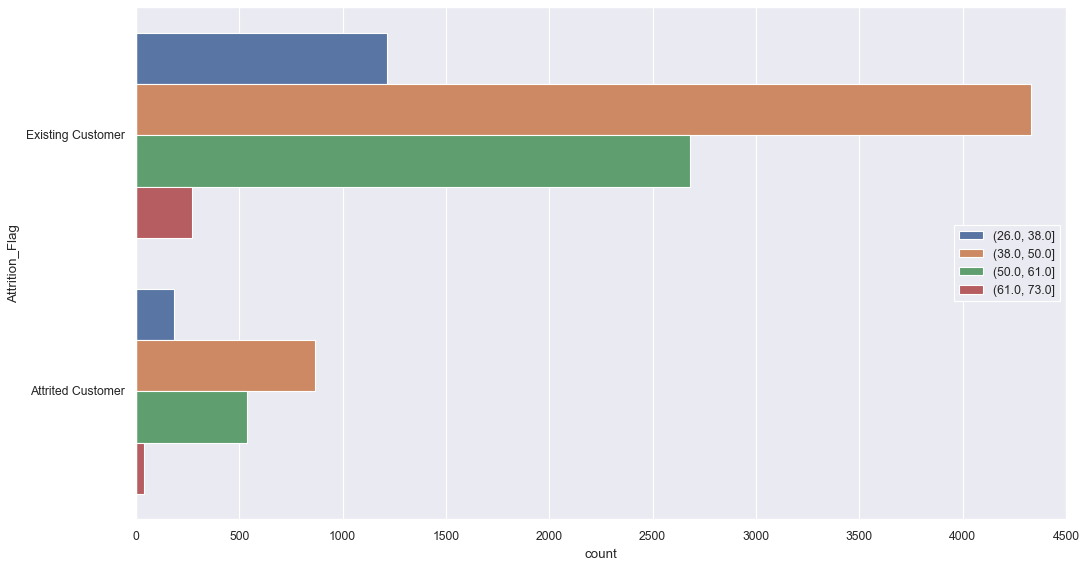 Existing Customer
Attrited Customer
Attrition_Flag
(26.0, 38.0]
(38.0, 50.0]
(50.0, 61.0]
(61.0, 73.0]
0 500 1000 1500 2000 2500 3000 3500 4000 4500
count